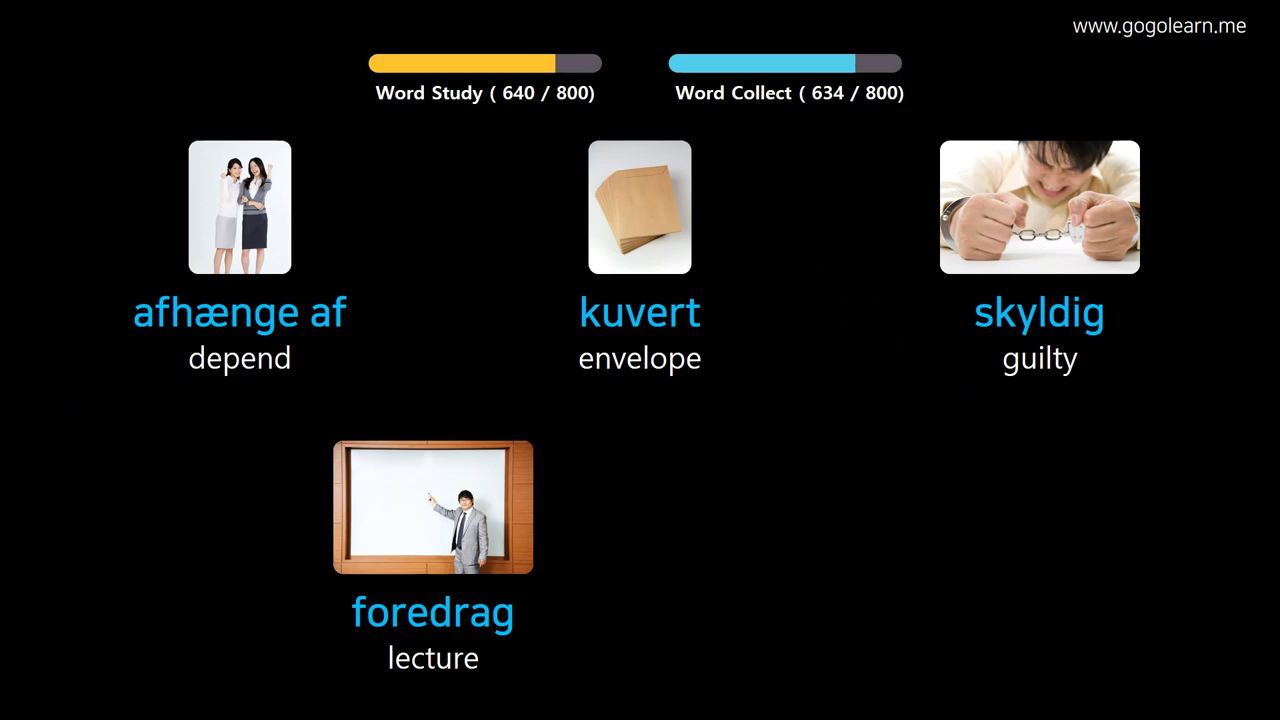 www.gogolearn.me
Word Study ( 640 / 800)
Word Collect ( 634 / 800)
afhænge af
depend
kuvert
envelope
skyldig
guilty
foredrag
lecture